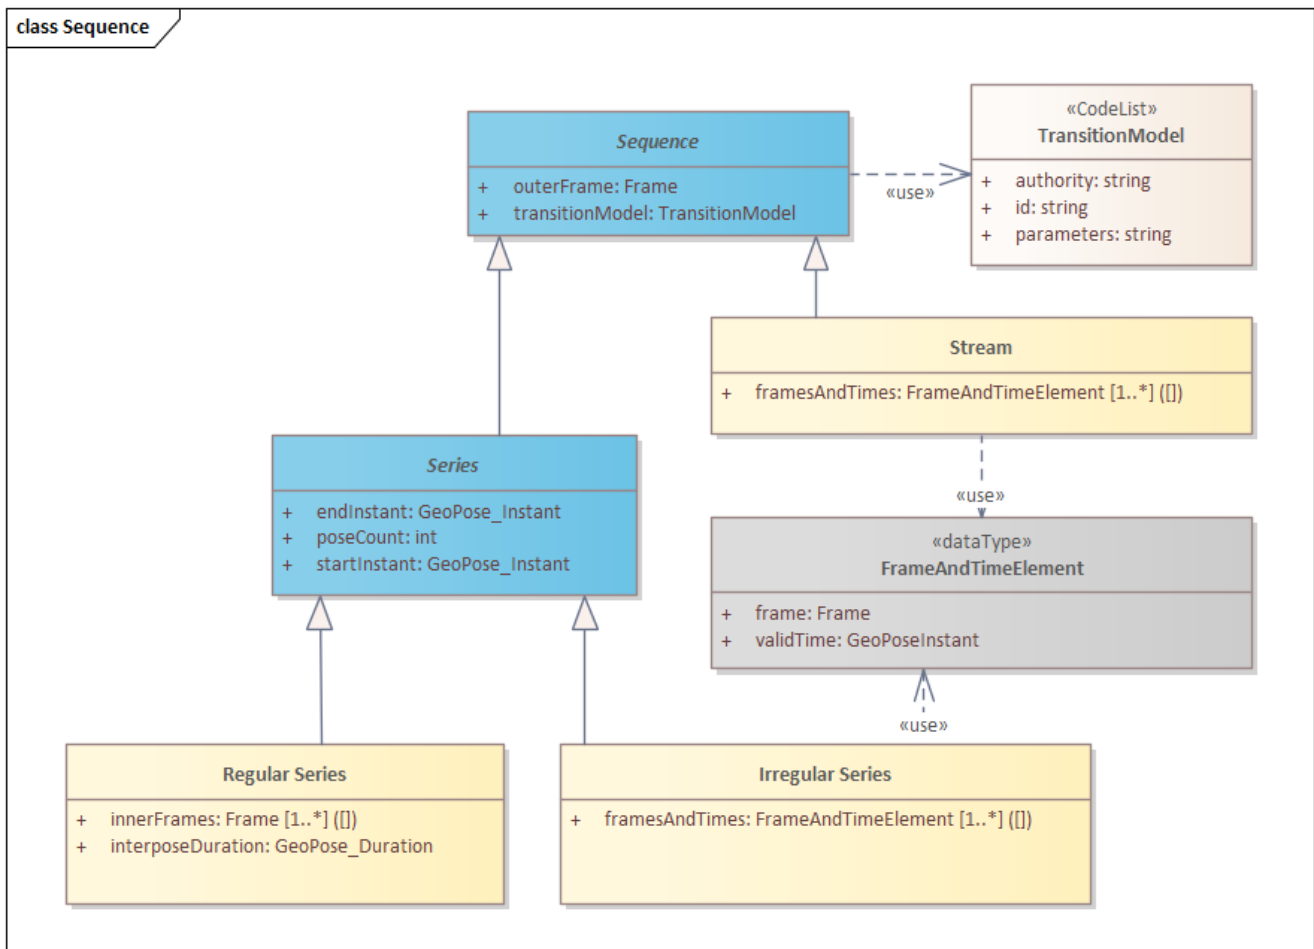 class Sequence
«CodeList»
TransitionModel
+ authority: string
+ id: string
+ parameters: string
Sequence
+ outerFrame: Frame
+ transitionModel: TransitionModel
«use»
Stream
+ framesAndTimes: FrameAndTimeElement [1..*] ([])
Series
+ endInstant: GeoPose_Instant
+ poseCount: int
+ startInstant: GeoPose_Instant
«use»
«dataType»
FrameAndTimeElement
+ frame: Frame
+ validTime: GeoPoseInstant
«use»
Regular Series
+ innerFrames: Frame [1..*] ([])
+ interposeDuration: GeoPose_Duration
Irregular Series
+ framesAndTimes: FrameAndTimeElement [1..*] ([])